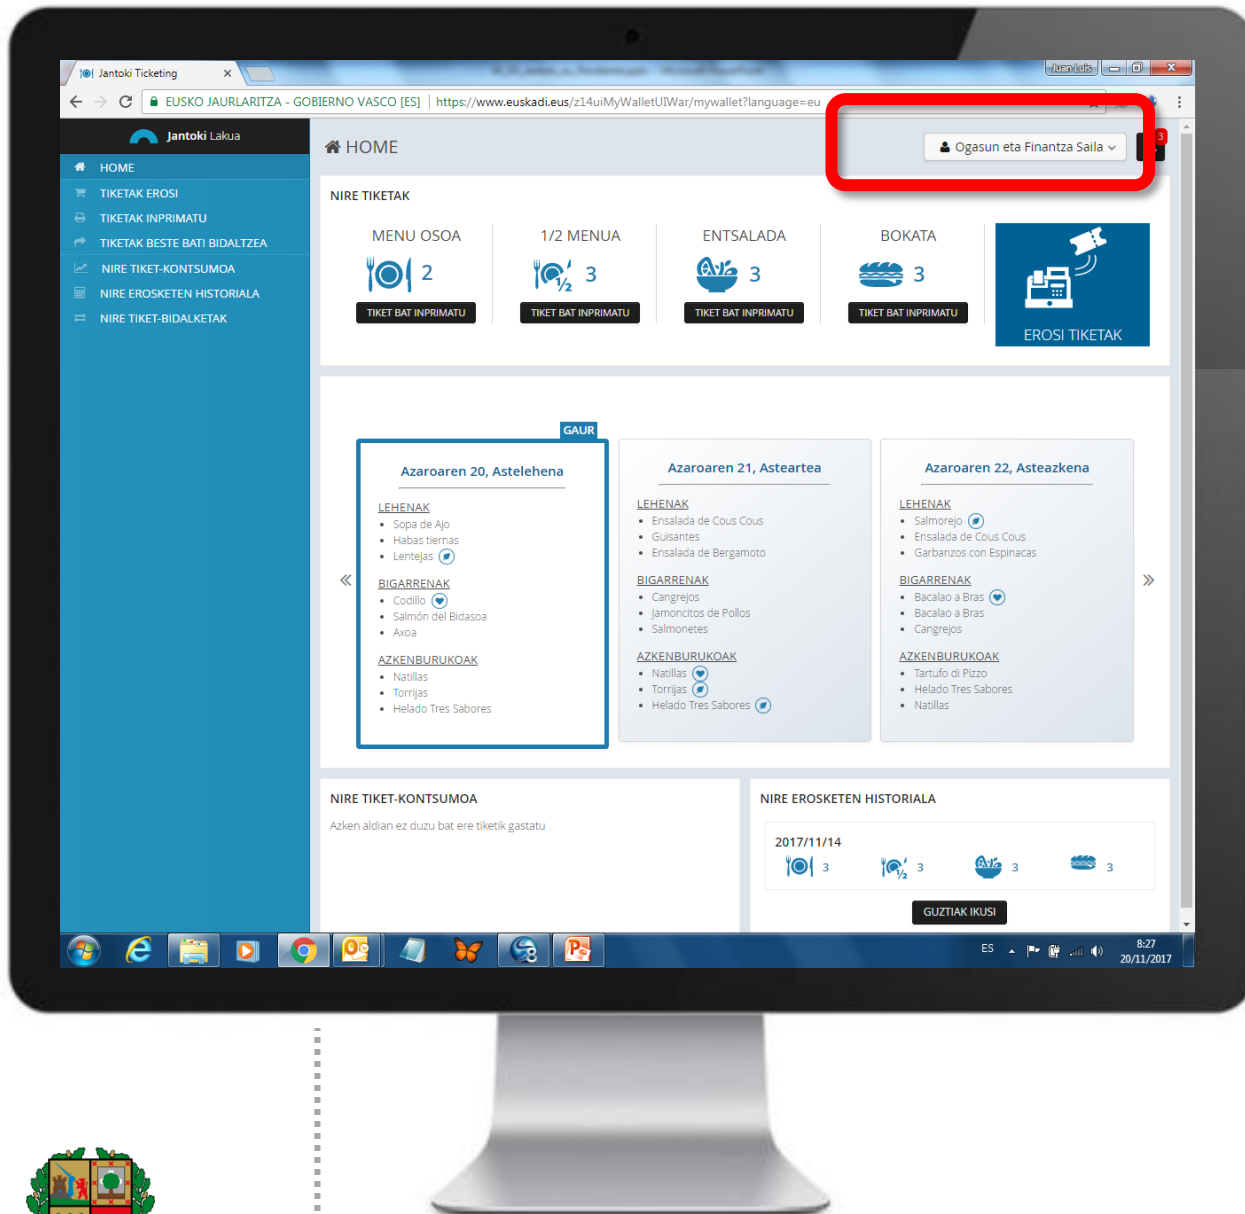 Jantoki Ticketing
Juan Luis
EUSKO JAURLARITZA - GOBIERNO VASCO [ES] https://www.euskadi.eus/z14uiMyWalletUIWar/mywallet?language=eu
Jantoki Lakua
HOME
TIKETAK EROSI
TIKETAK INPRIMATU
TIKETAK BESTE BATI BIDALTZEA
NIRE TIKET-KONTSUMOA
NIRE EROSKETEN HISTORIALA
NIRE TIKET-BIDALKETAK
HOME
Ogasun eta Finantza Saila
3
NIRE TIKETAK
MENU OSOA
2
TIKET BAT INPRIMATU
1/2 MENUA
1/2 3
TIKET BAT INPRIMATU
ENTSALADA
3
TIKET BAT INPRIMATU
BOKATA
3
TIKET BAT INPRIMATU
EROSI TIKETAK
GAUR
Azaroaren 20, Astelehena
LEHENAK
Sopa de Ajo
Habas tiernas
Lentejas
BIGARRENAK
Codillo
Salmón del Bidasoa
Axoa
AZKENBURUKOAK
Natillas
Torrijas
Helado Tres Sabores
Azaroaren 21, Asteartea
LEHENAK
Ensalada de Cous Cous
Guisantes
Ensalada de Bergamoto
BIGARRENAK
Cangrejos
Jamoncitos de Pollos
Salmonetes
AZKENBURUKOAK
Natillas
Torrijas
Helado Tres Sabores
Azaroaren 22, Asteazkena
LEHENAK
Salmorejo
Ensalada de Cous Cous
Garbanzos con Espinacas
BIGARRENAK
Bacalao a Bras
Bacalao a Bras
Cangrejos
AZKENBURUKOAK
Tartufo di Pizzo
Helado Tres Sabores
Natillas
NIRE TIKET-KONTSUMOA
Azken aldian ez duzu bat ere tiketik gastatu
NIRE EROSKETEN HISTORIALA
2017/11/14
3 1/2 3 3 3
GUZTIAK IKUSI
ES
8:27
20/11/2017